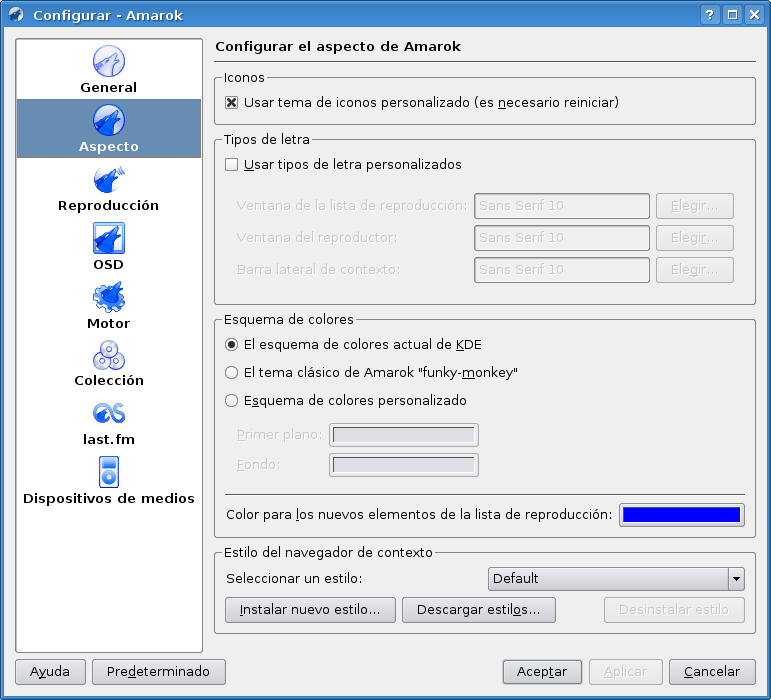 Configurar - Amarok
General
Aspecto
Reproducción
OSD
Motor
Colección
last.fm
Dispositivos de medios
Configurar el aspecto de Amarok
Iconos
Usar tema de iconos personalizado (es necesario reiniciar)
Tipos de letra
Usar tipos de letra personalizados
Ventana de la lista de reproducción: Sans Serif 10 Elegir...
Ventana del reproductor: Sans Serif 10 Elegir...
Barra lateral de contexto: Sans Serif 10 Elegir...
Esquema de colores
El esquema de colores actual de KDE
El tema clásico de Amarok "funky-monkey"
Esquema de colores personalizado
Primer plano:
Fondo:
Color para los nuevos elementos de la lista de reproducción:
Estilo del navegador de contexto
Seleccionar un estilo: Default
Instalar nuevo estilo... Descargar estilos... Desinstalar estilo
Ayuda Predeterminado Aceptar Aplicar Cancelar